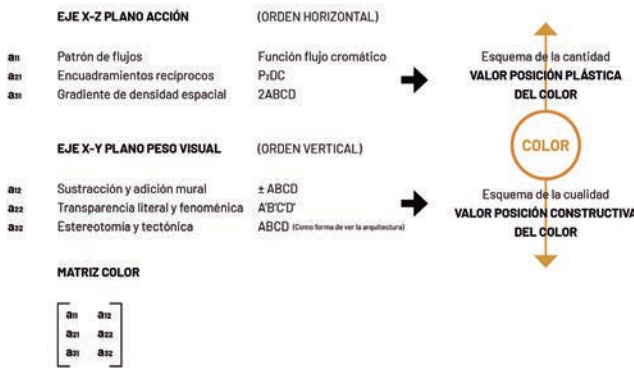 EJE X-Z PLANO ACCIÓN (ORDEN HORIZONTAL)
a11 Patrón de flujos Función flujo cromático
a21 Encuadramientos recíprocos P2DC
a31 Gradiente de densidad espacial 2ABCD
Esquema de la cantidad
VALOR POSICIÓN PLÁSTICA
DEL COLOR
COLOR
EJE X-Y PLANO PESO VISUAL (ORDEN VERTICAL)
a12 Sustracción y adición mural ± ABCD
a22 Transparencia literal y fenoménica A'B'C'D'
a32 Estereotomía y tectónica ABCD (Como forma de ver la arquitectura)
Esquema de la cualidad
VALOR POSICIÓN CONSTRUCTIVA
DEL COLOR
MATRIZ COLOR
a11 a12
a21 a22
a31 a32